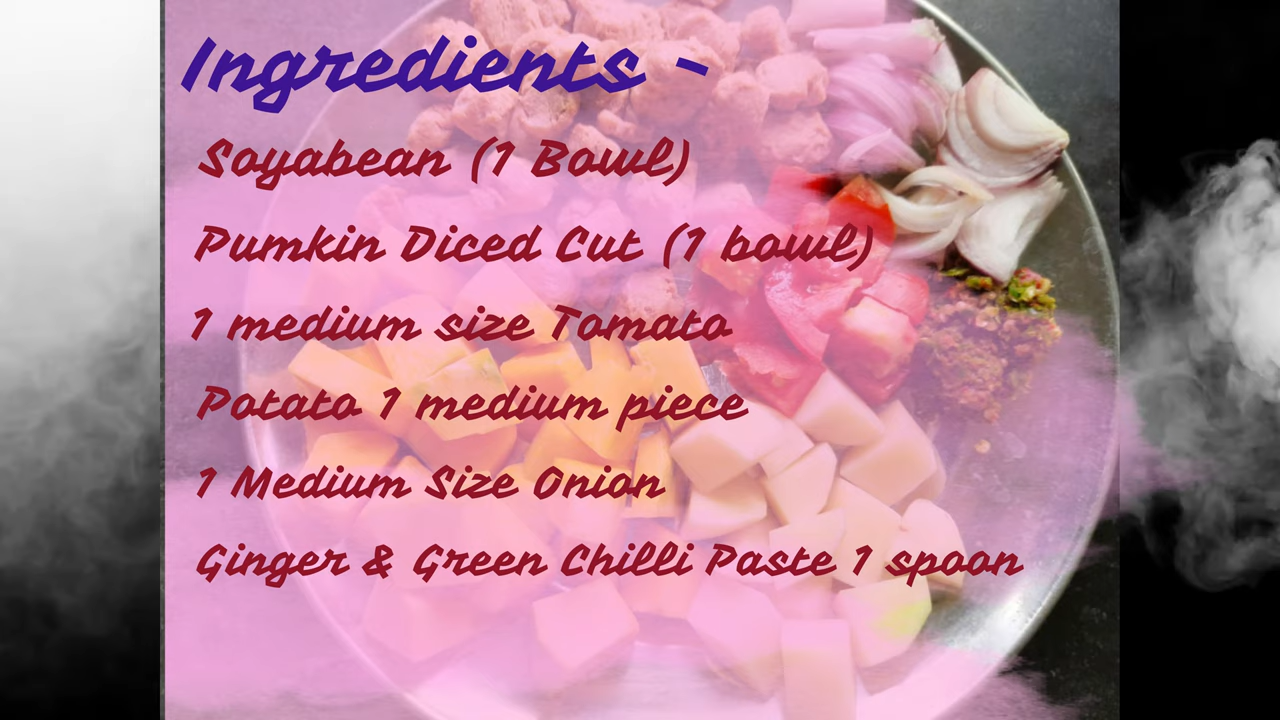 Ingredients -
Soyabean (1 Bowl)
Pumkin Diced Cut (1 bowl)
1 medium size Tomato
Potato 1 medium piece
1 Medium Size Onion
Ginger & Green Chilli Paste 1 spoon